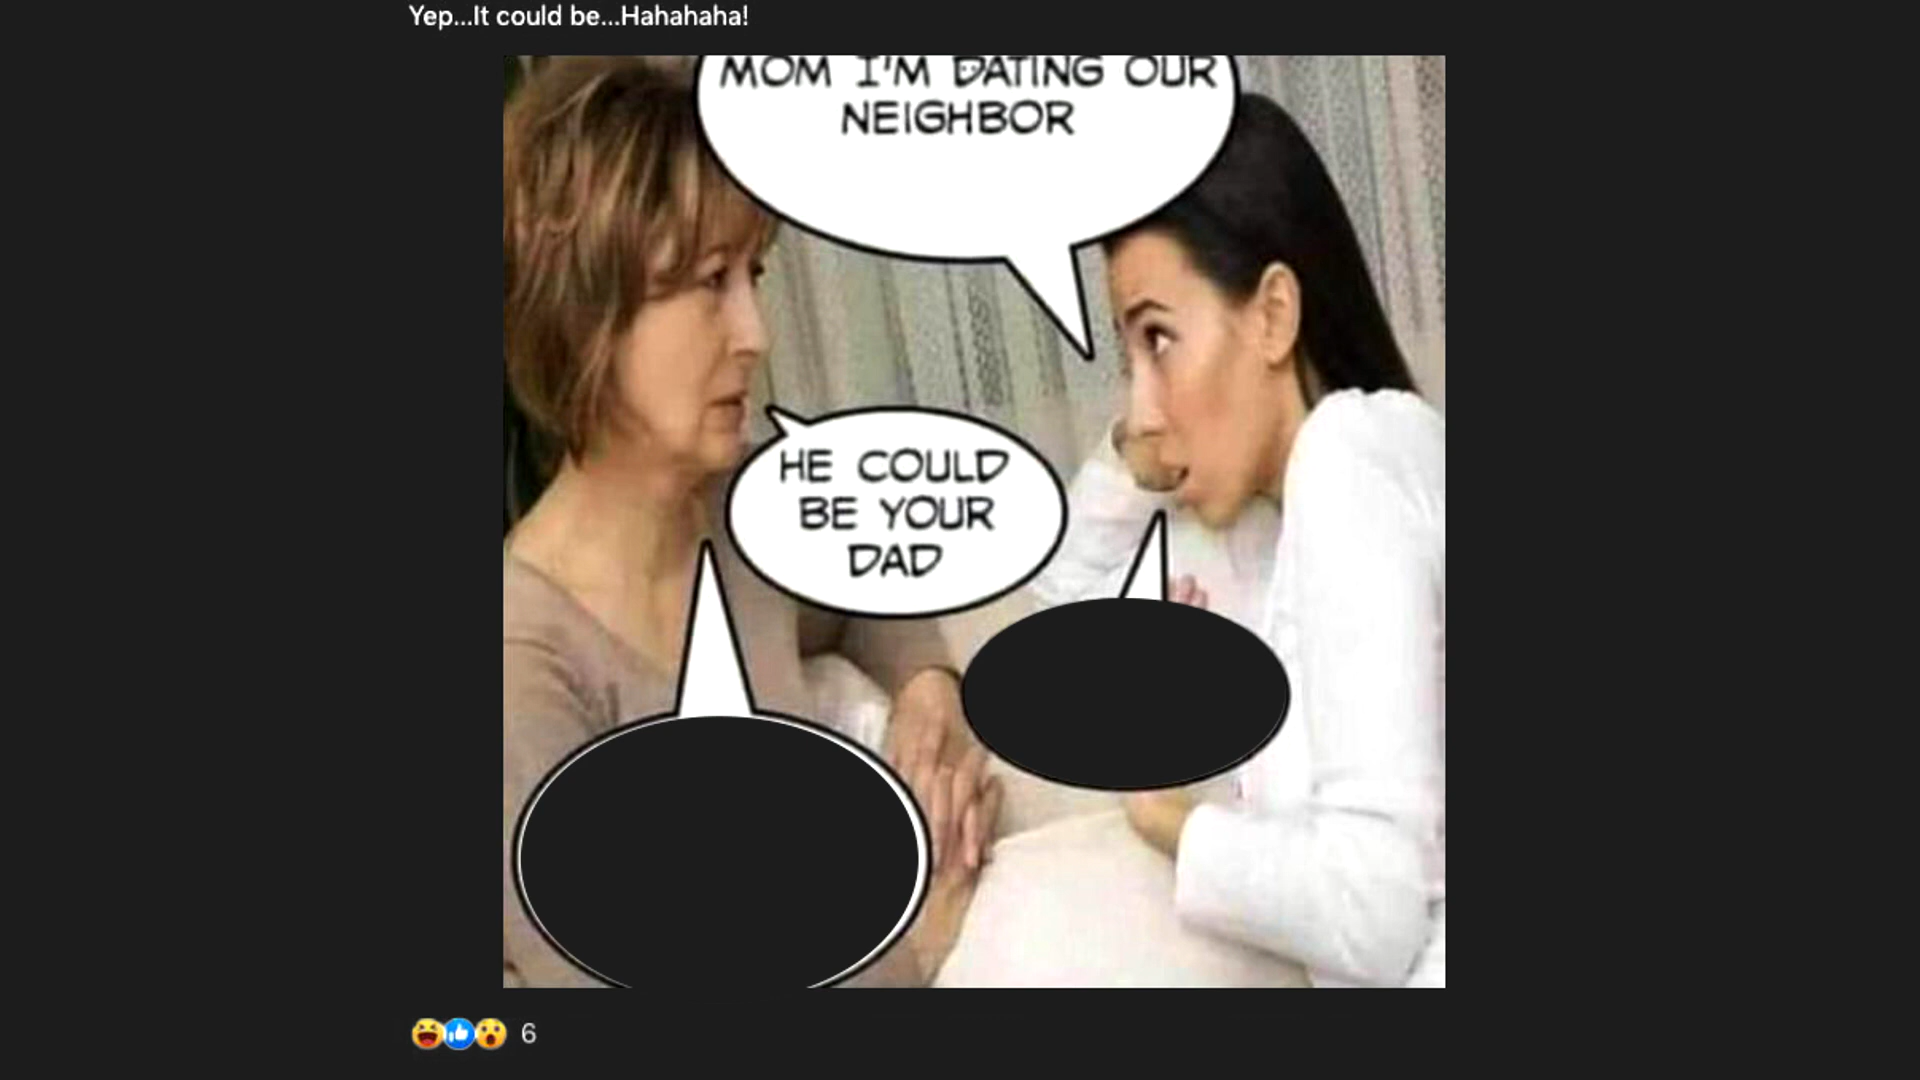 Yep...It could be...Hahahaha!
MOM I'M DATING OUR
NEIGHBOR
HE COULD
BE YOUR
DAD
6